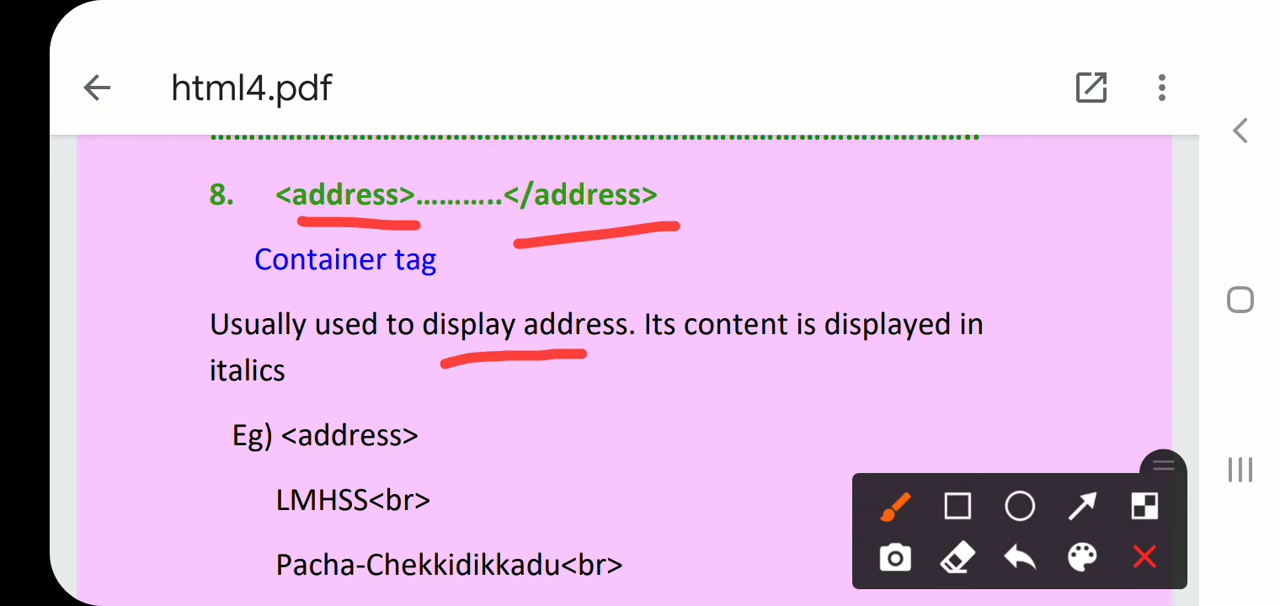 html4.pdf
8. <address>………..</address>
Container tag
Usually used to display address. Its content is displayed in
italics
Eg) <address>
LMHSS<br>
Pacha-Chekkidikkadu<br>